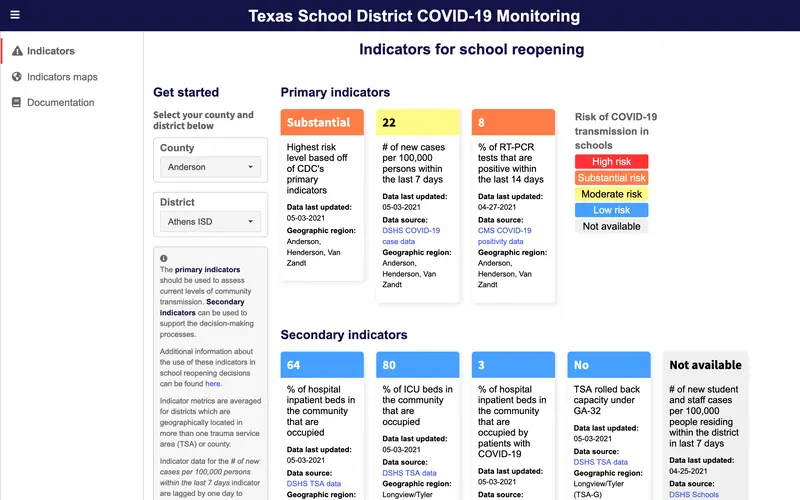 Texas School District COVID-19 Monitoring
Indicators
Indicators maps
Documentation
Indicators for school reopening
Get started
Select your county and
district below
County
Anderson
District
Athens ISD
The primary indicators
should be used to assess
current levels of community
transmission. Secondary
indicators can be used to
support the decision-making
processes.
Additional information about
the use of these indicators in
school reopening decisions
can be found here.
Indicator metrics are averaged
for districts which are
geographically located in
more than one trauma service
area (TSA) or county.
Indicator data for the # of new
cases per 100,000 persons
within the last 7 days indicator
are lagged by one day to
Primary indicators
Substantial
Highest risk
level based off
of CDC's
primary
indicators
Data last updated:
05-03-2021
Geographic region:
Anderson,
Henderson, Van
Zandt
22
# of new cases
per 100,000
persons within
the last 7 days
Data last updated:
05-03-2021
Data source:
DSHS COVID-19
case data
Geographic region:
Anderson,
Henderson, Van
Zandt
8
% of RT-PCR
tests that are
positive within
the last 14 days
Data last updated:
04-27-2021
Data source:
CMS COVID-19
positivity data
Geographic region:
Anderson,
Henderson, Van
Zandt
Risk of COVID-19
transmission in
schools
High risk
Substantial risk
Moderate risk
Low risk
Not available
Secondary indicators
64
% of hospital
inpatient beds in
the community
that are
occupied
Data last updated:
05-03-2021
Data source:
DSHS TSA data
Geographic region:
80
% of ICU beds in
the community
that are
occupied
Data last updated:
05-03-2021
Data source:
DSHS TSA data
Geographic region:
Longview/Tyler
3
% of hospital
inpatient beds in
the community
that are
occupied by
patients with
COVID-19
Data last updated:
05-03-2021
Data source:
DSHS TSA data
No
TSA rolled back
capacity under
GA-32
Data last updated:
05-03-2021
Data source:
DSHS TSA data
Geographic region:
Longview/Tyler
(TSA-G)
Not available
# of new student
and staff cases
per 100,000
people residing
within the district
in last 7 days
Data last updated:
04-25-2021
Data source:
DSHS Schools